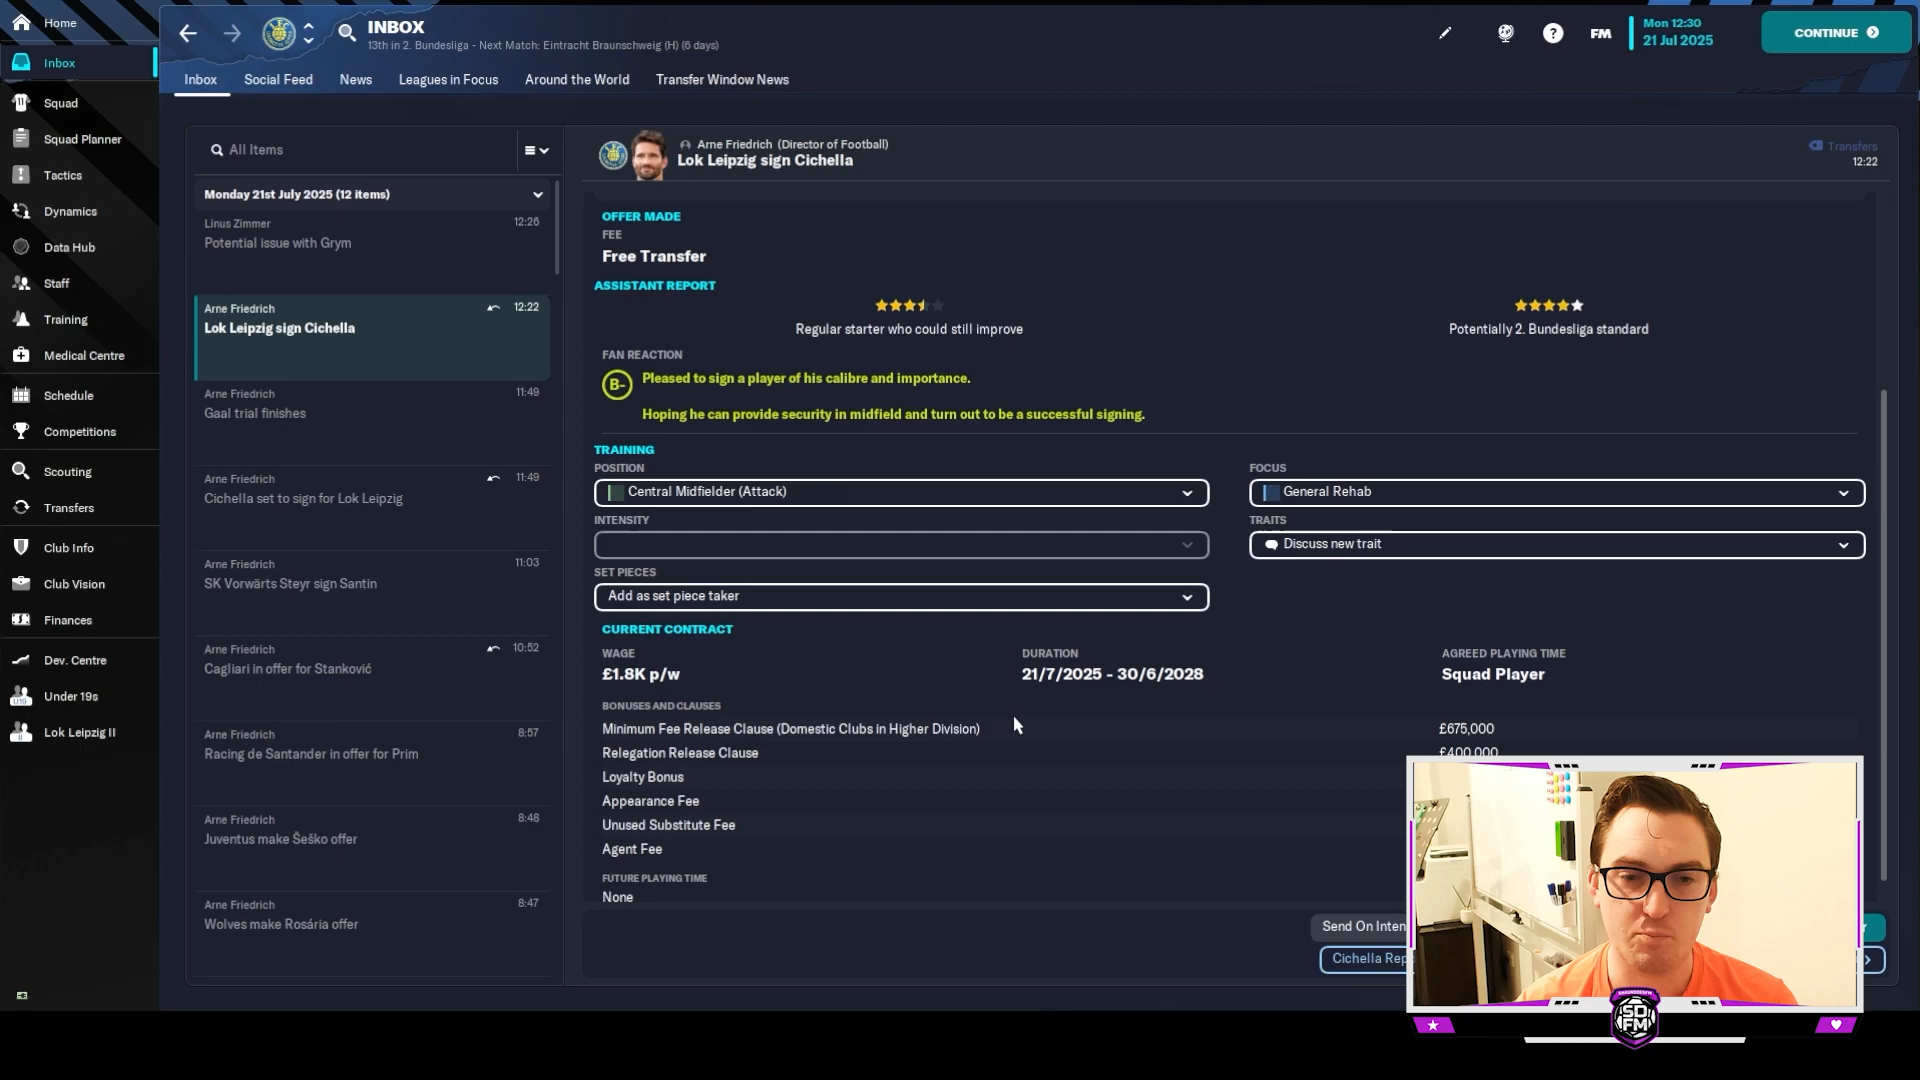 Home
Inbox
Squad
Squad Planner
Tactics
Dynamics
Data Hub
Staff
Training
Medical Centre
Schedule
Competitions
Scouting
Transfers
Club Info
Club Vision
Finances
Dev. Centre
Under 19s
Lok Leipzig II
INBOX
13th in 2. Bundesliga - Next Match: Eintracht Braunschweig (H) (6 days)
FM
Mon 12:30
21 Jul 2025
CONTINUE
Inbox Social Feed News Leagues in Focus Around the World Transfer Window News
All Items
Monday 21st July 2025 (12 items)
Linus Zimmer 12:26
Potential issue with Grym
Arne Friedrich 12:22
Lok Leipzig sign Cichella
Arne Friedrich 11:49
Gaal trial finishes
Arne Friedrich 11:49
Cichella set to sign for Lok Leipzig
Arne Friedrich 11:03
SK Vorwärts Steyr sign Santin
Arne Friedrich 10:52
Cagliari in offer for Stanković
Arne Friedrich 8:57
Racing de Santander in offer for Prim
Arne Friedrich 8:48
Juventus make Šeško offer
Arne Friedrich 8:47
Wolves make Rosária offer
Arne Friedrich (Director of Football)
Lok Leipzig sign Cichella
Transfers
12:22
OFFER MADE
FEE
Free Transfer
ASSISTANT REPORT
Regular starter who could still improve
Potentially 2. Bundesliga standard
FAN REACTION
B-
Pleased to sign a player of his calibre and importance.
Hoping he can provide security in midfield and turn out to be a successful signing.
TRAINING
POSITION
Central Midfielder (Attack)
FOCUS
General Rehab
INTENSITY
TRAITS
Discuss new trait
SET PIECES
Add as set piece taker
CURRENT CONTRACT
WAGE
£1.8K p/w
DURATION
21/7/2025 - 30/6/2028
AGREED PLAYING TIME
Squad Player
BONUSES AND CLAUSES
Minimum Fee Release Clause (Domestic Clubs in Higher Division) £675,000
Relegation Release Clause £400,000
Loyalty Bonus
Appearance Fee
Unused Substitute Fee
Agent Fee
FUTURE PLAYING TIME
None
Send On Inten
Cichella Rep
SD
FM